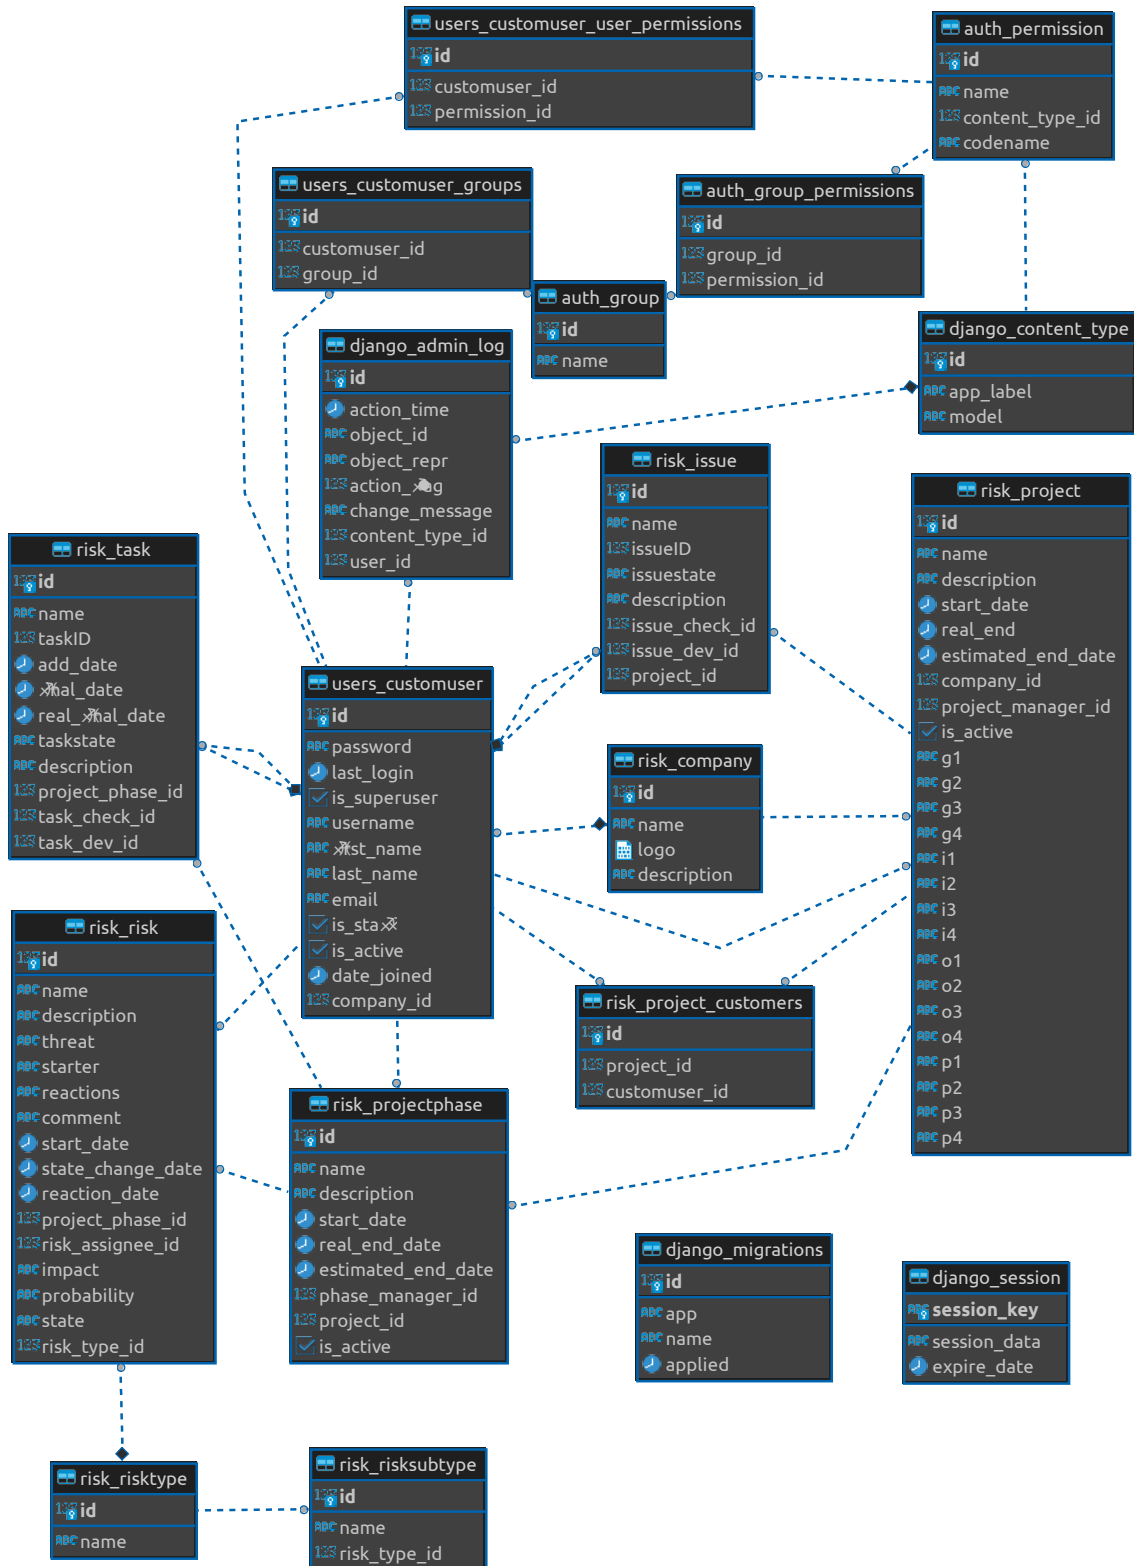 users_customuser_user_permissions
id
customuser_id
permission_id
auth_permission
id
name
content_type_id
codename
users_customuser_groups
id
customuser_id
group_id
auth_group_permissions
id
group_id
permission_id
auth_group
id
name
django_content_type
id
app_label
model
django_admin_log
id
action_time
object_id
object_repr
change_message
content_type_id
user_id
risk_issue
id
name
issueID
issuestate
description
issue_check_id
issue_dev_id
project_id
risk_project
id
name
description
start_date
real_end
estimated_end_date
company_id
project_manager_id
is_active
g1
g2
g3
g4
i1
i2
i3
i4
o1
o2
o3
o4
p1
p2
p3
p4
risk_task
id
name
taskID
add_date
taskstate
description
project_phase_id
task_check_id
task_dev_id
users_customuser
id
password
last_login
is_superuser
username
last_name
email
is_active
date_joined
company_id
risk_company
id
name
logo
description
risk_risk
id
name
description
threat
starter
reactions
comment
start_date
state_change_date
reaction_date
project_phase_id
risk_assignee_id
impact
probability
state
risk_type_id
risk_project_customers
id
project_id
customuser_id
risk_projectphase
id
name
description
start_date
real_end_date
estimated_end_date
phase_manager_id
project_id
is_active
django_migrations
id
app
name
applied
django_session
session_key
session_data
expire_date
risk_risktype
id
name
risk_risksubtype
id
name
risk_type_id